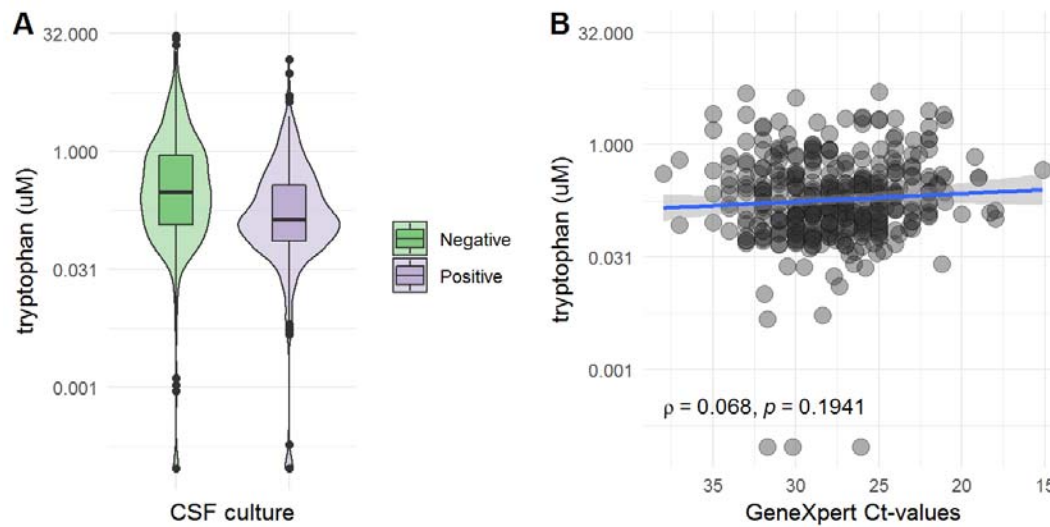 A
tryptophan (uM)
32.000
1.000
0.031
0.001
CSF culture
Negative
Positive
B
tryptophan (uM)
32.000
1.000
0.031
0.001
ρ = 0.068, p = 0.1941
35 30 25 20 15
GeneXpert Ct-values